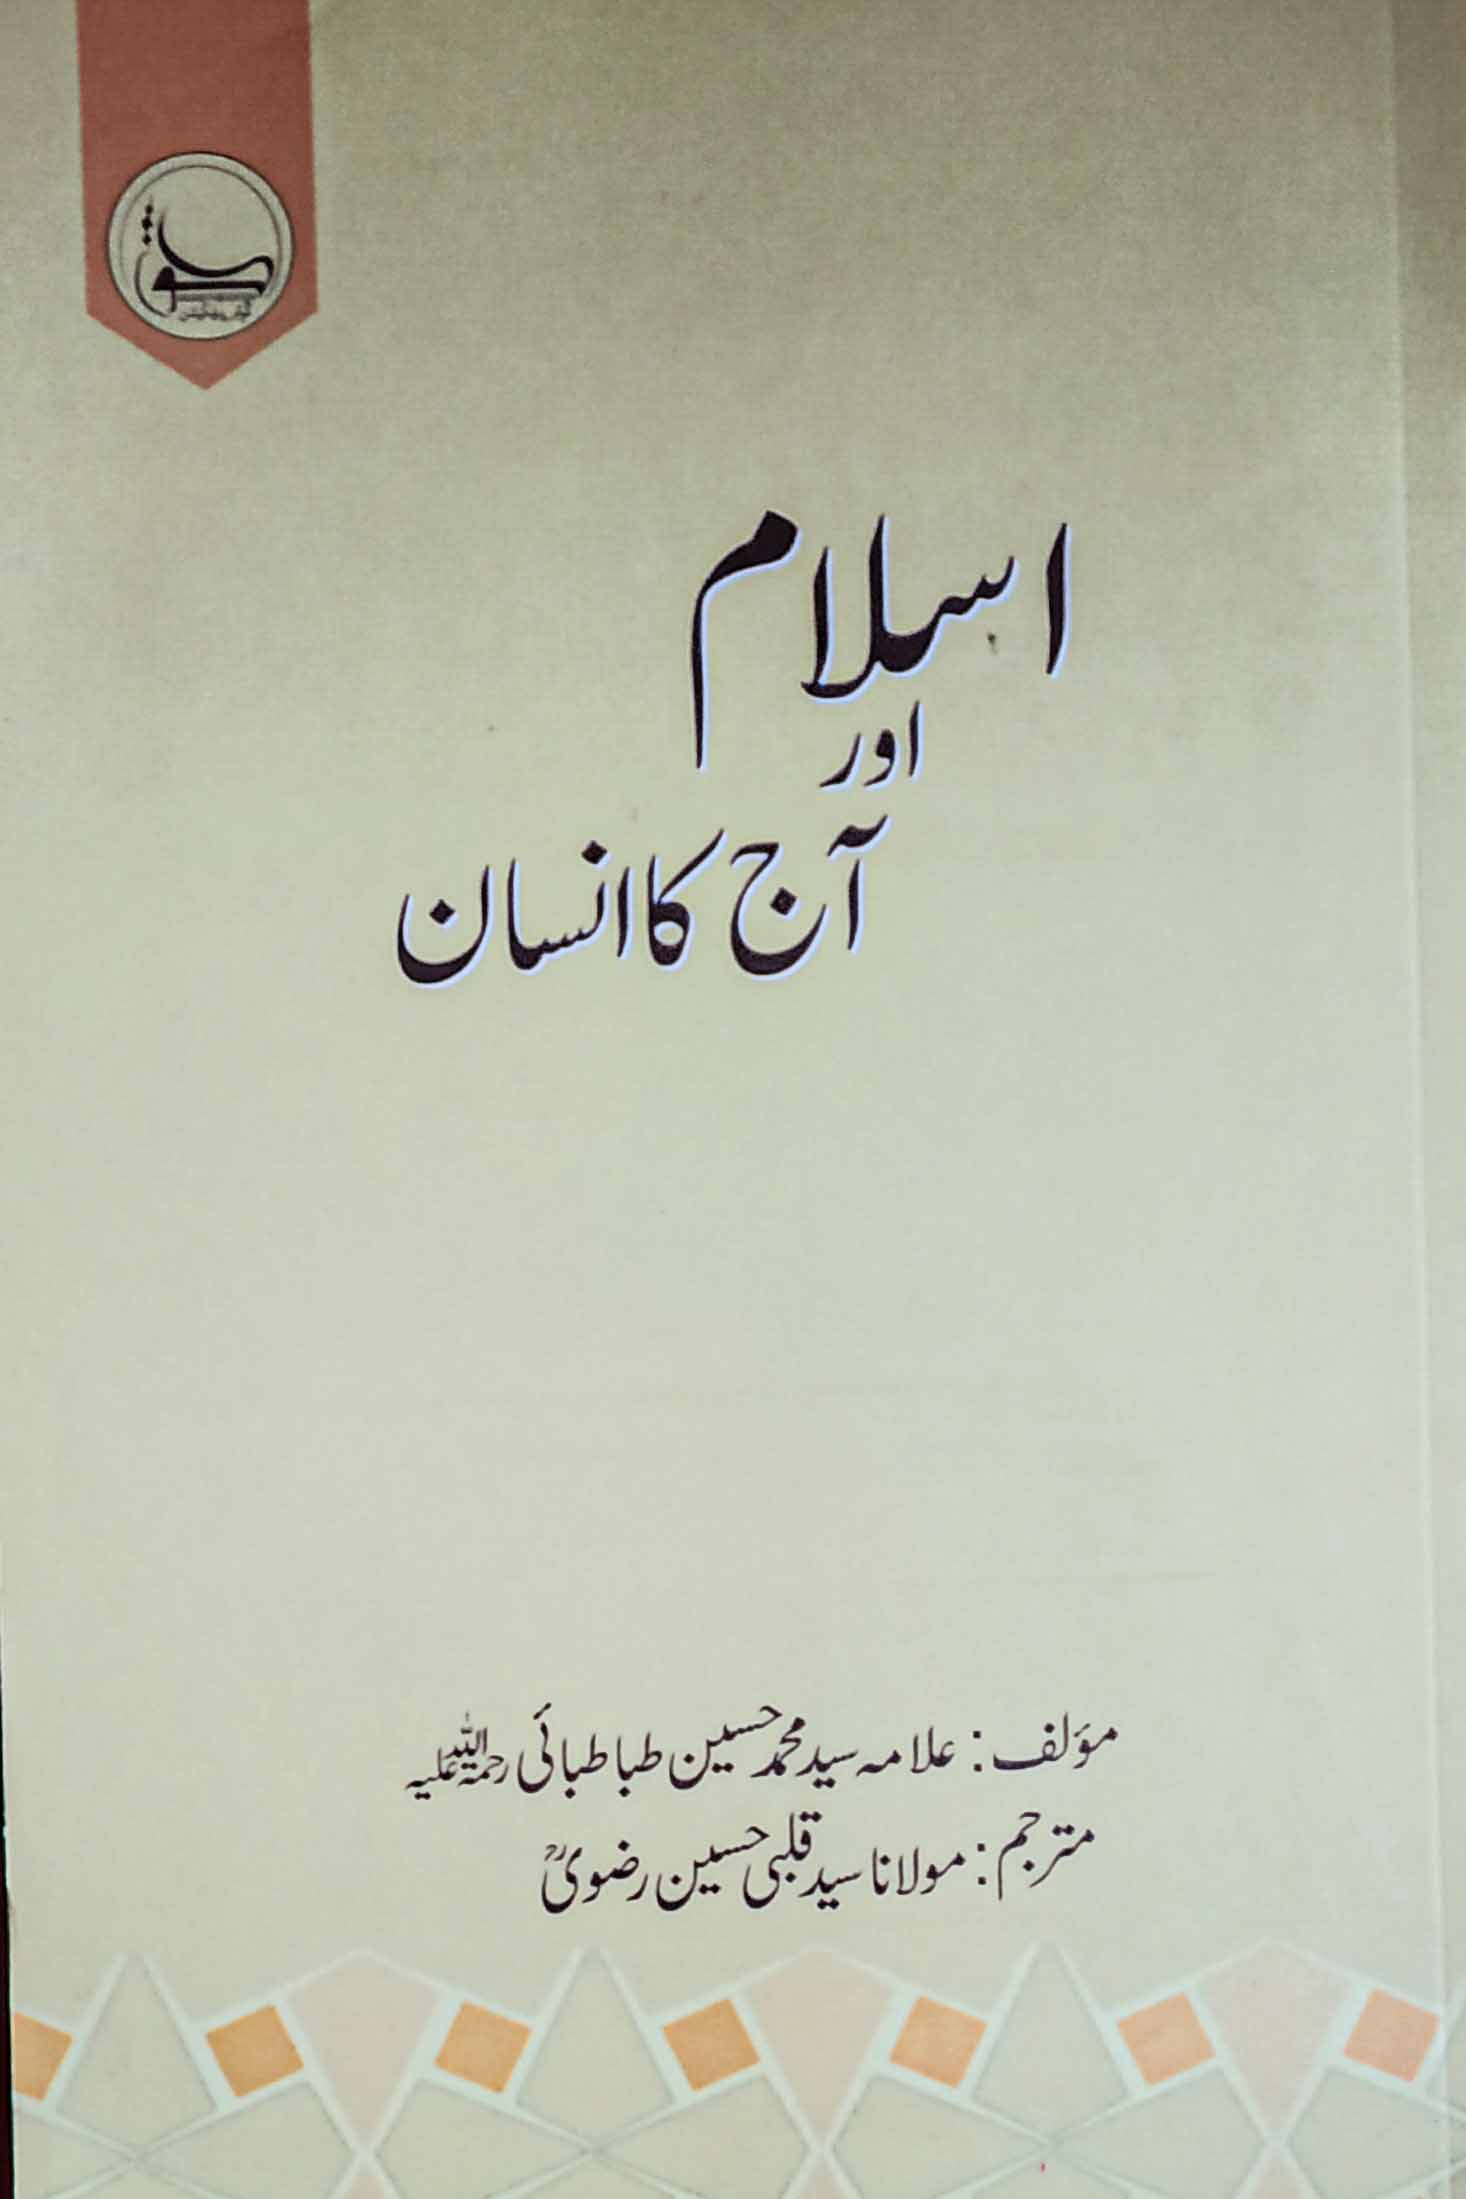 اسلام
اور
آج کا انسان
مؤلف: علامہ سید محمد حسین طباطبائی رحمۃ اللہ علیہ
مترجم: مولانا سید قلبی حسین رضویؒ